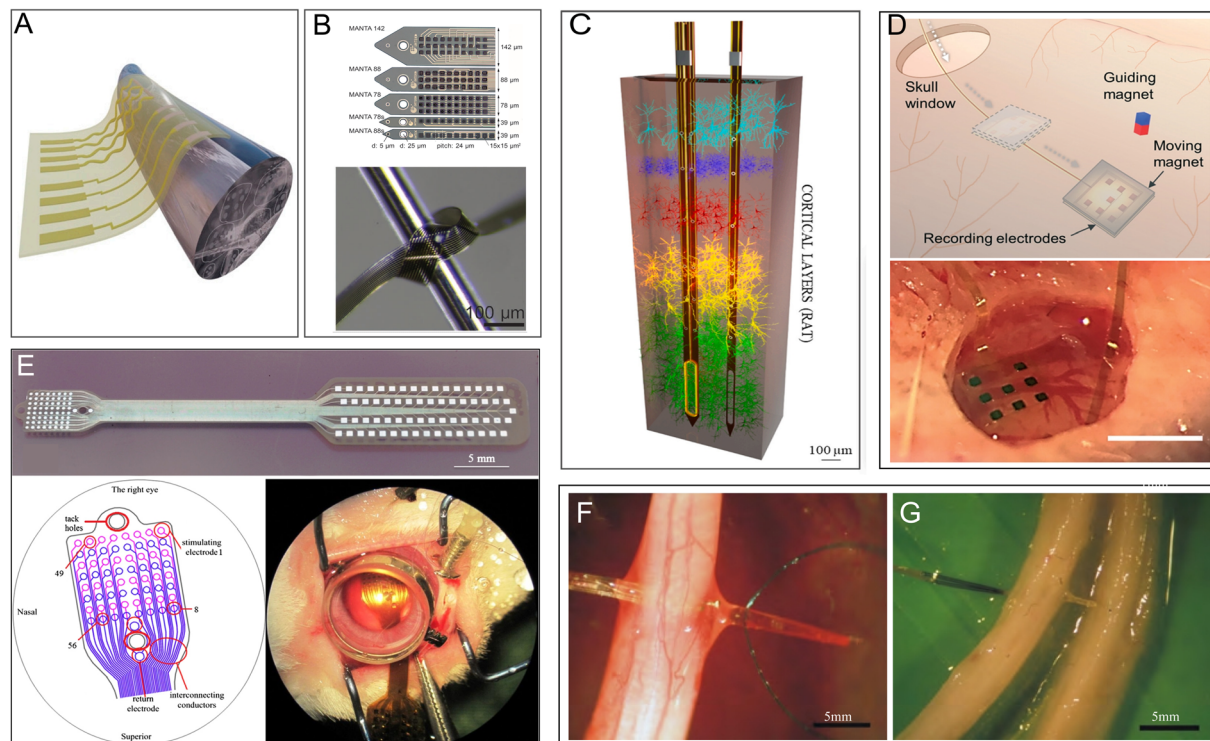 A
B
MANTA 142
142 µm
MANTA 88
88 µm
MANTA 78
78 µm
MANTA 78s
39 µm
MANTA 88s
39 µm
d: 5 µm d: 25 µm pitch: 24 µm 15x15 µm²
100 µm
C
CORTICAL LAYERS (RAT)
100 µm
D
Skull
window
Guiding
magnet
Moving
magnet
Recording electrodes
E
5 mm
The right eye
tack
holes
stimulating
electrode1
49
Nasal
8
56
return
electrode
interconnecting
conductors
Superior
F
5mm
G
5mm